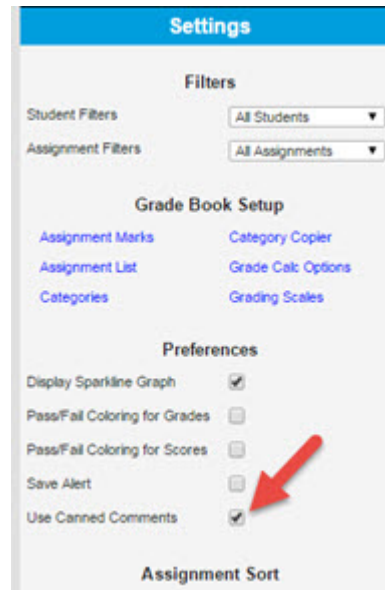 Settings
Filters
Student Filters All Students
Assignment Filters All Assignments
Grade Book Setup
Assignment Marks Category Copier
Assignment List Grade Calc Options
Categories Grading Scales
Preferences
Display Sparkline Graph
Pass/Fail Coloring for Grades
Pass/Fail Coloring for Scores
Save Alert
Use Canned Comments
Assignment Sort